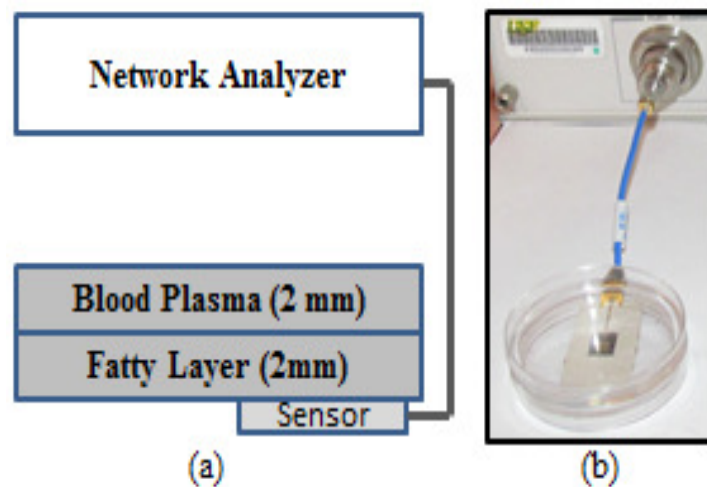 Network Analyzer
Blood Plasma (2 mm)
Fatty Layer (2mm)
Sensor
(a)
(b)